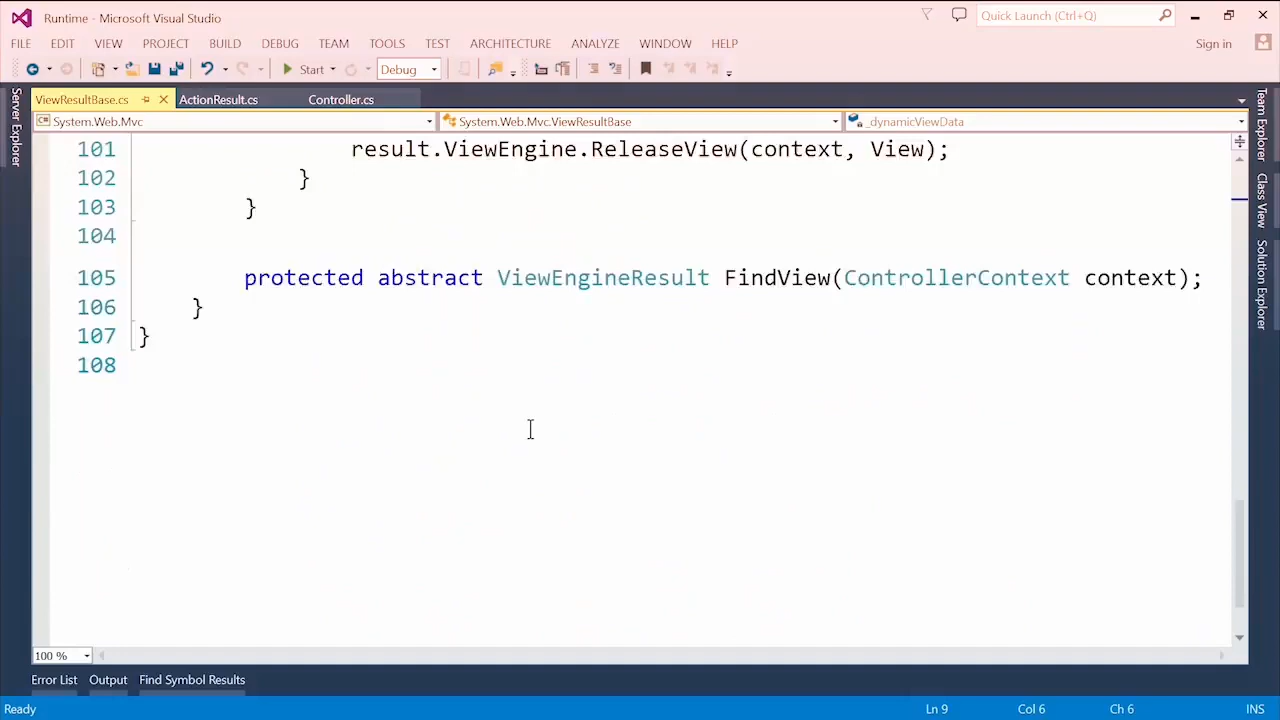 Runtime - Microsoft Visual Studio
Quick Launch (Ctrl+Q)
FILE EDIT VIEW PROJECT BUILD DEBUG TEAM TOOLS TEST ARCHITECTURE ANALYZE WINDOW HELP
Sign in
Start
Debug
ViewResultBase.cs
ActionResult.cs
Controller.cs
System.Web.Mvc
System.Web.Mvc.ViewResultBase
_dynamicViewData
Server Explorer
101 result.ViewEngine.ReleaseView(context, View);
102 }
103 }
104
105 protected abstract ViewEngineResult FindView(ControllerContext context);
106 }
107 }
108
Team Explorer
Class View
Solution Explorer
100 %
Error List
Output
Find Symbol Results
Ready
Ln 9
Col 6
Ch 6
INS